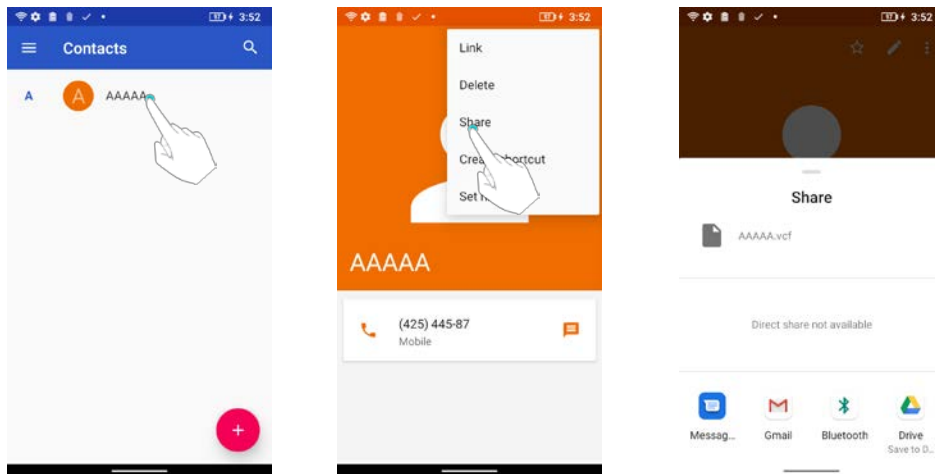 3:52
Contacts
A
A
AAAAA
3:52
Link
Delete
Share
AAAAA
(425) 445-87
Mobile
3:52
Share
AAAAA.vcf
Direct share not available
Messag...
Gmail
Bluetooth
Drive
Save to D...